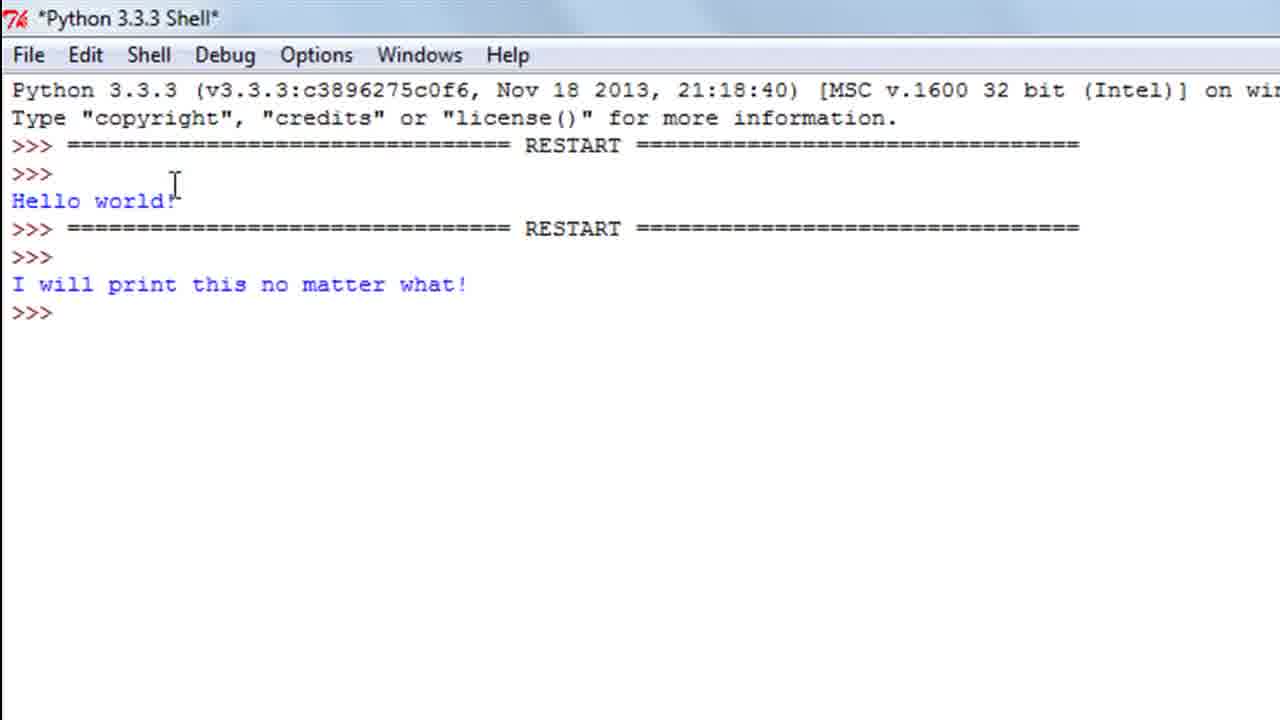 *Python 3.3.3 Shell*
File Edit Shell Debug Options Windows Help
Python 3.3.3 (v3.3.3:c3896275c0f6, Nov 18 2013, 21:18:40) [MSC v.1600 32 bit (Intel)] on win
Type "copyright", "credits" or "license()" for more information.
>>> ================================ RESTART ================================
>>>
Hello world!
>>> ================================ RESTART ================================
>>>
I will print this no matter what!
>>>